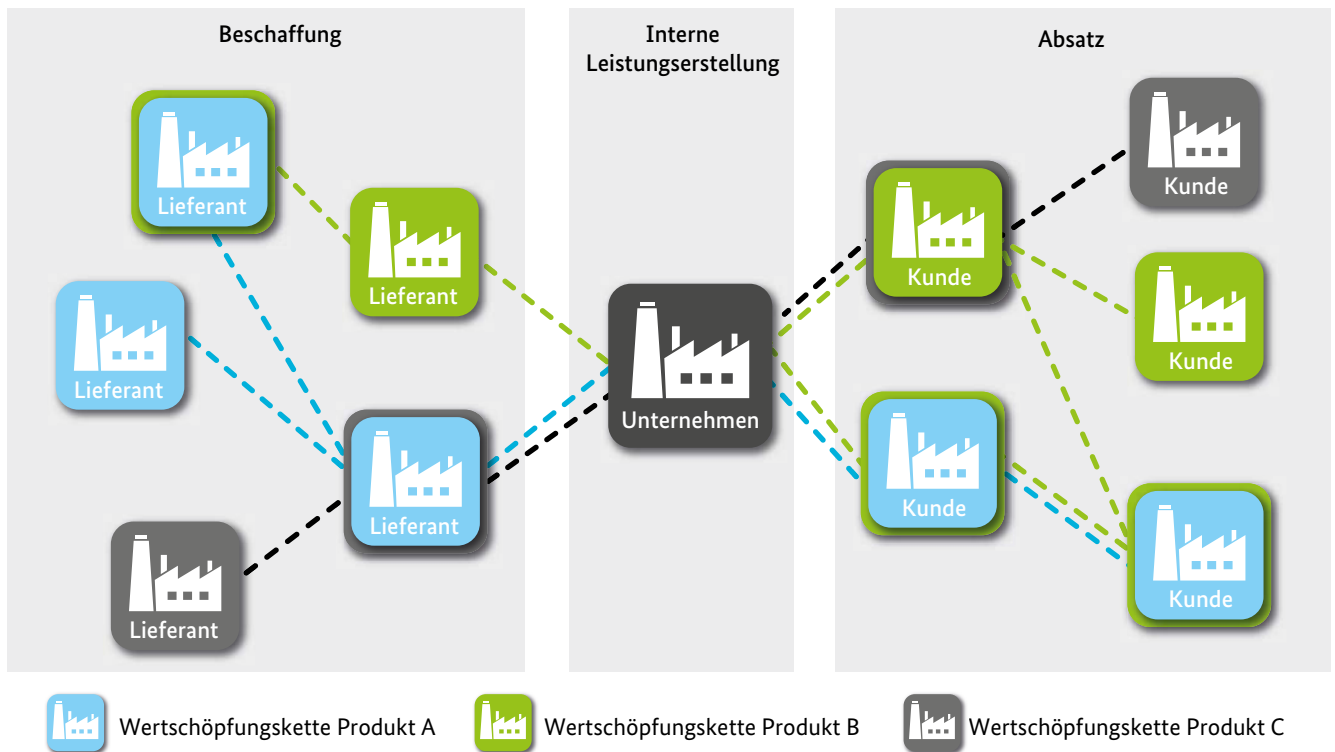 Beschaffung
Interne
Leistungserstellung
Absatz
Lieferant
Lieferant
Lieferant
Lieferant
Lieferant
Unternehmen
Kunde
Kunde
Kunde
Kunde
Kunde
Wertschöpfungskette Produkt A
Wertschöpfungskette Produkt B
Wertschöpfungskette Produkt C